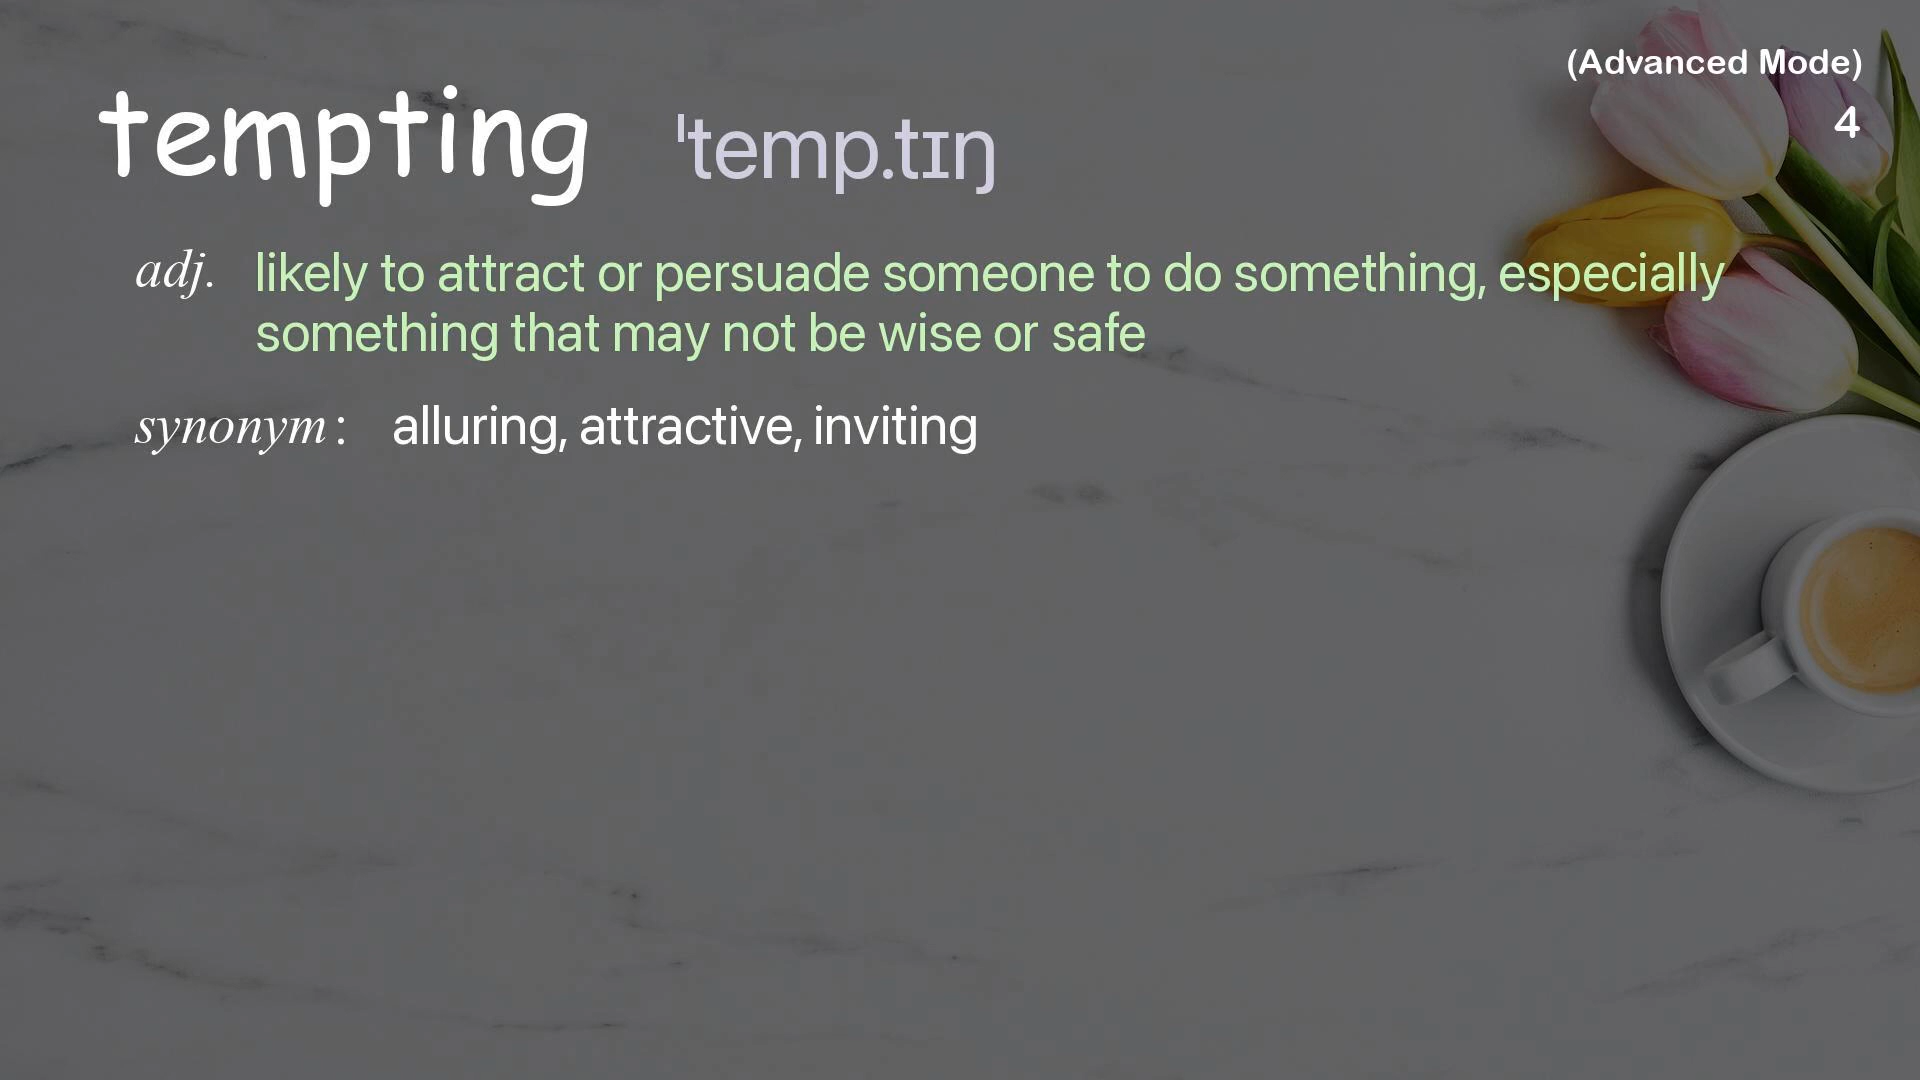 (Advanced Mode)
4
tempting ˈtemp.tɪŋ
adj. likely to attract or persuade someone to do something, especially
something that may not be wise or safe
synonym: alluring, attractive, inviting